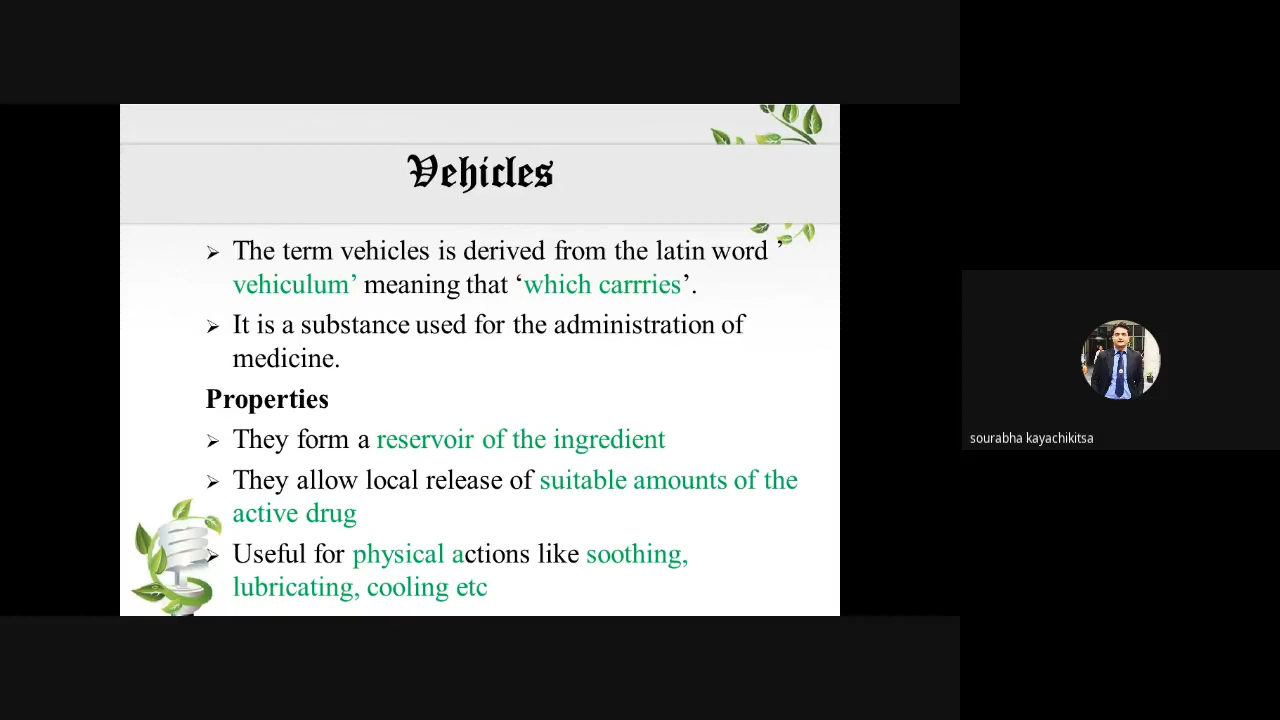 Vehicles
The term vehicles is derived from the latin word ’
vehiculum’ meaning that ‘which carrries’.
It is a substance used for the administration of
medicine.
Properties
They form a reservoir of the ingredient
They allow local release of suitable amounts of the
active drug
Useful for physical actions like soothing,
lubricating, cooling etc
sourabha kayachikitsa